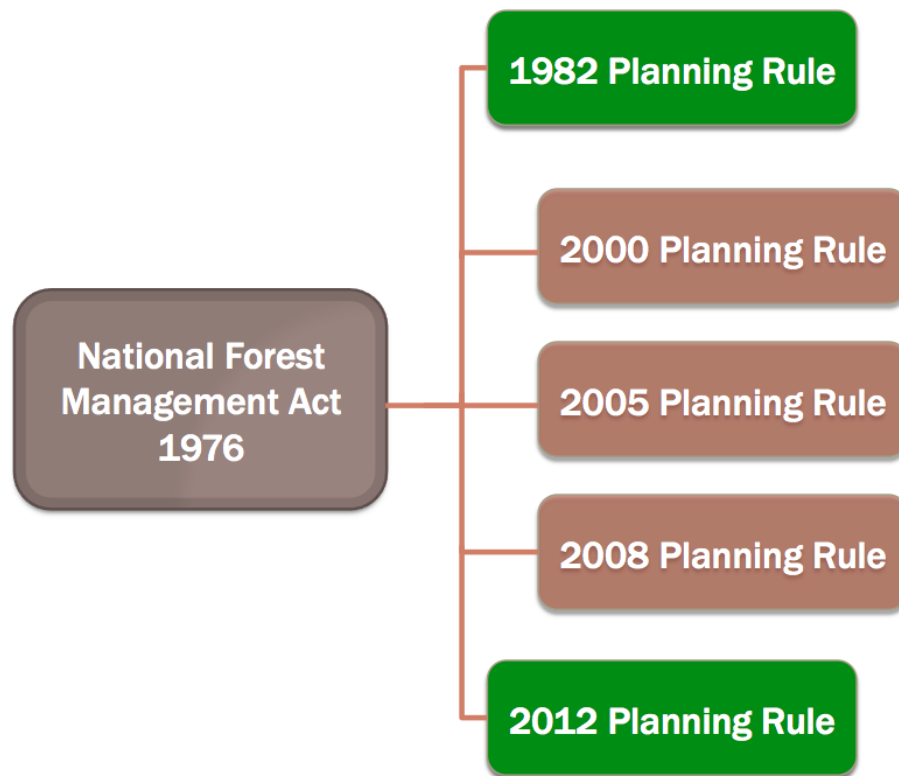 1982 Planning Rule
2000 Planning Rule
National Forest
Management Act
1976
2005 Planning Rule
2008 Planning Rule
2012 Planning Rule